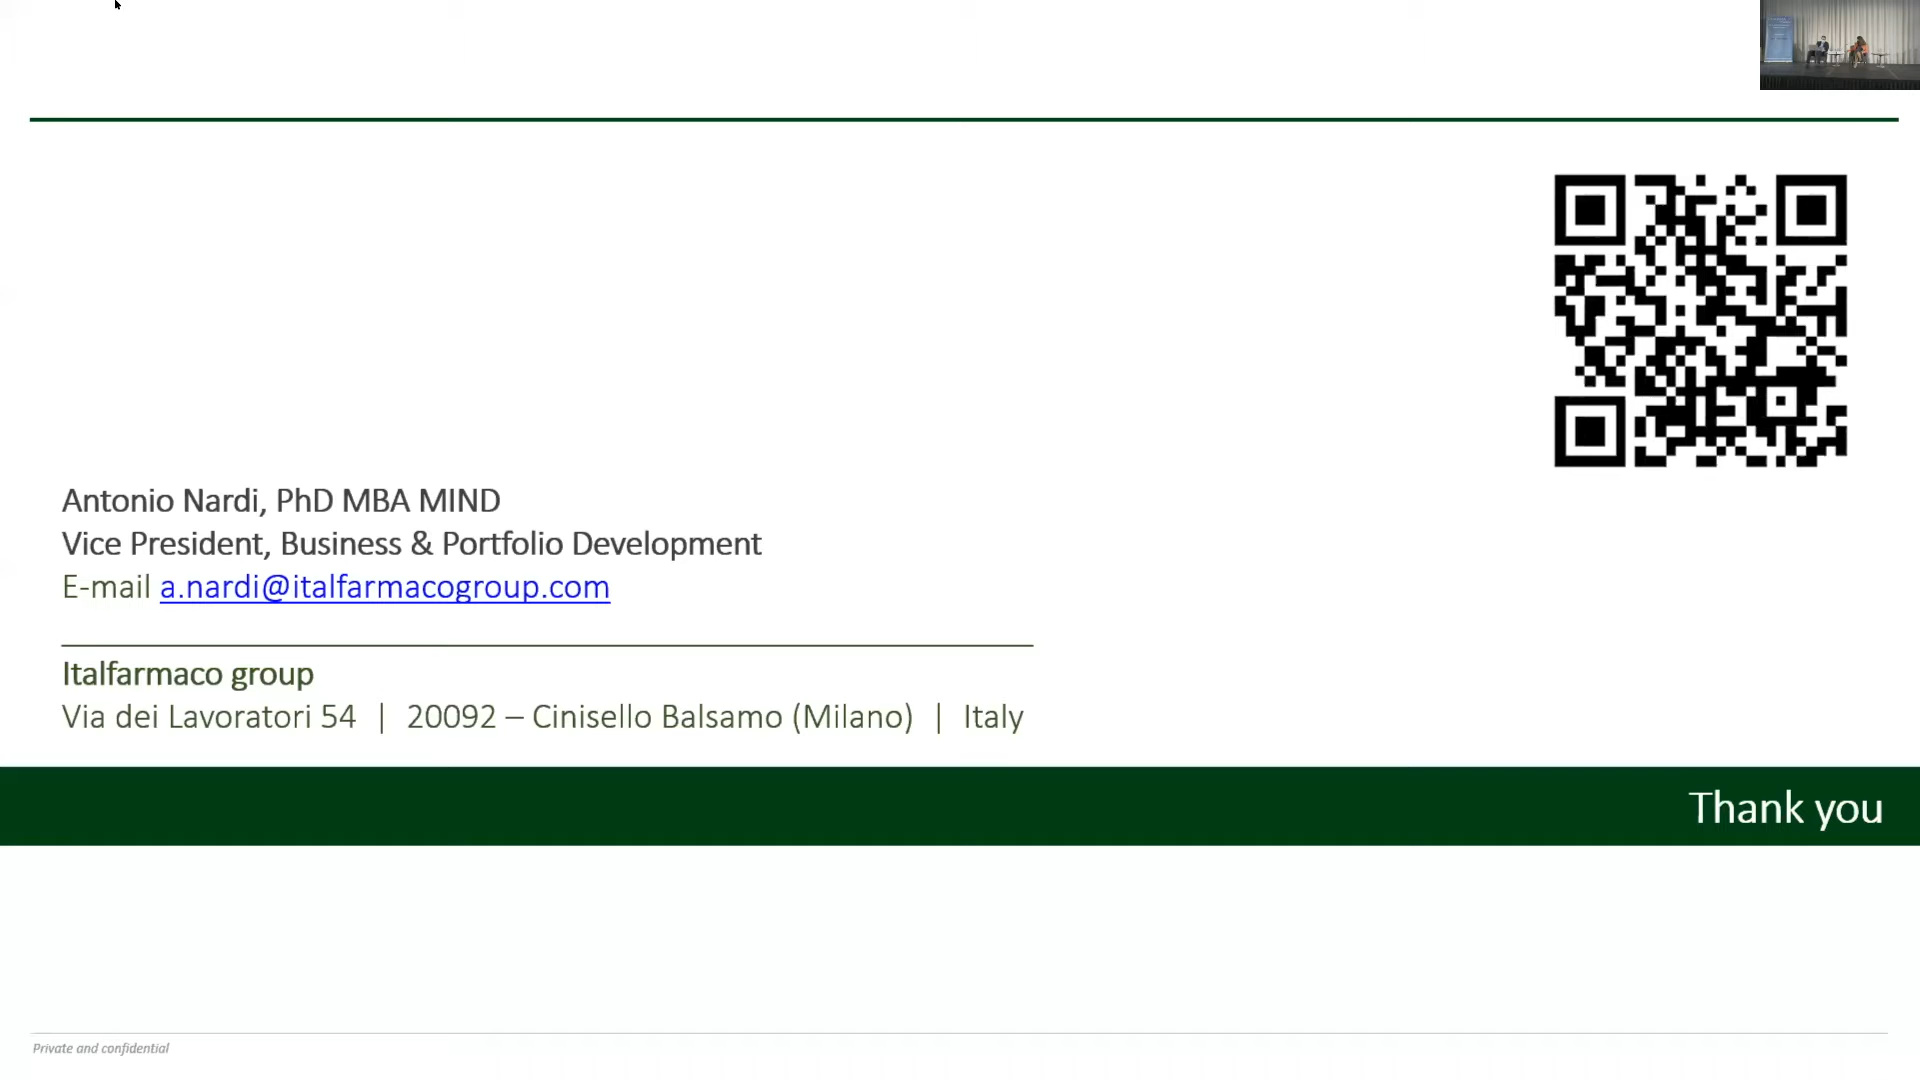 Antonio Nardi, PhD MBA MIND
Vice President, Business & Portfolio Development
E-mail a.nardi@italfarmacogroup.com
Italfarmaco group
Via dei Lavoratori 54 | 20092 – Cinisello Balsamo (Milano) | Italy
Thank you
Private and confidential